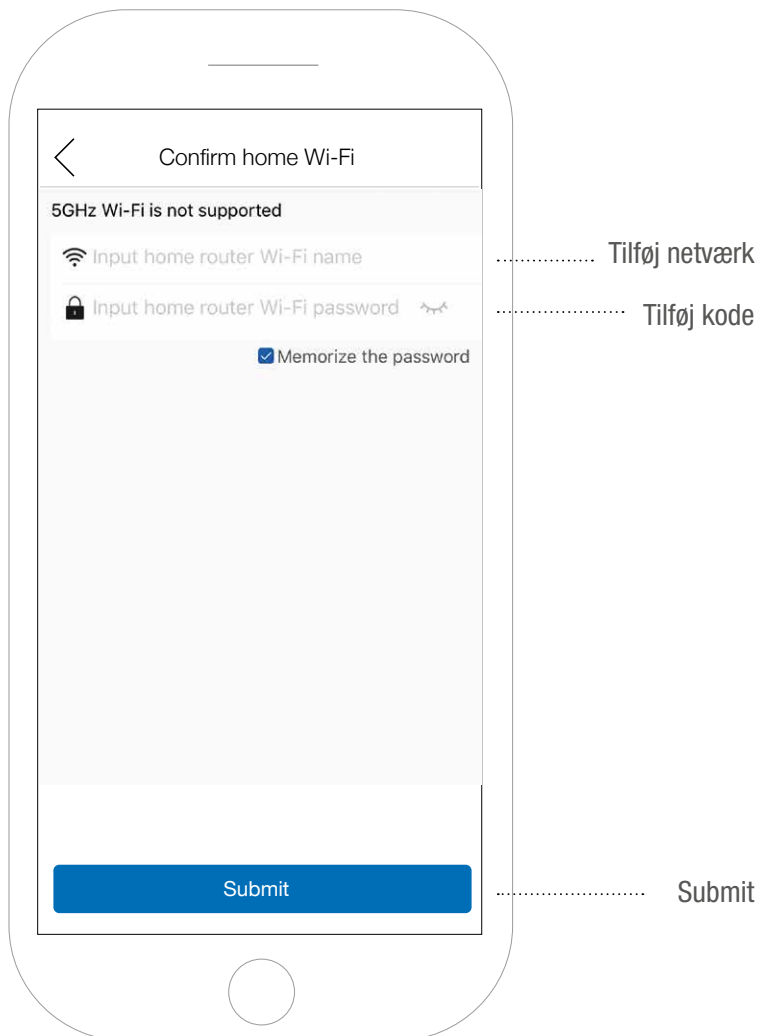 Confirm home Wi-Fi
5GHz Wi-Fi is not supported
Input home router Wi-Fi name
Tilføj netværk
Input home router Wi-Fi password
Tilføj kode
Memorize the password
Submit
Submit